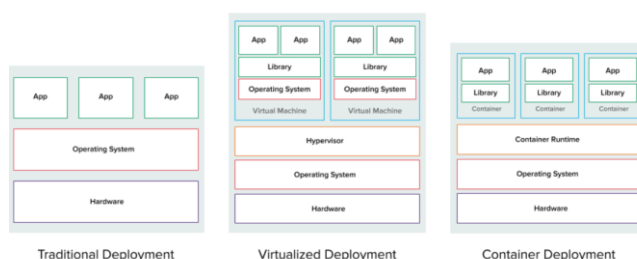 App App App
Operating System
Hardware
Traditional Deployment
App App App App
Library Library
Operating System Operating System
Virtual Machine Virtual Machine
Hypervisor
Operating System
Hardware
Virtualized Deployment
App App App
Library Library Library
Container Container Container
Container Runtime
Operating System
Hardware
Container Deployment